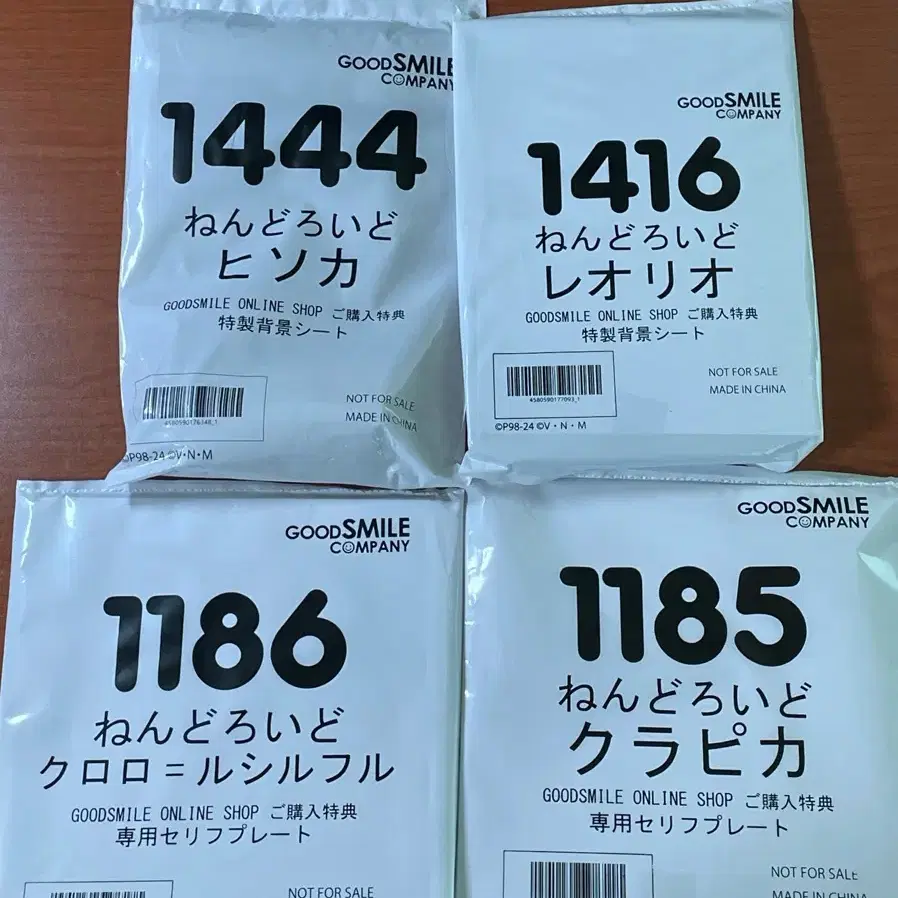 GOODSMILE
COMPANY
1444
ねんどろいど
ヒソカ
GOODSMILE ONLINE SHOP ご購入特典
特製背景シート
NOT FOR SALE
MADE IN CHINA
©P98-24 ©V・N・M
GOODSMILE
COMPANY
1416
ねんどろいど
レオリオ
GOODSMILE ONLINE SHOP ご購入特典
特製背景シート
4580590177093_1
NOT FOR SALE
MADE IN CHINA
©P98-24 ©V・N・M
GOODSMILE
COMPANY
1186
ねんどろいど
クロロ=ルシルフル
GOODSMILE ONLINE SHOP ご購入特典
専用セリフプレート
NOT FOR SALE
GOODSMILE
COMPANY
1185
ねんどろいど
クラピカ
GOODSMILE ONLINE SHOP ご購入特典
専用セリフプレート
NOT FOR SALE
MADE IN CHINA